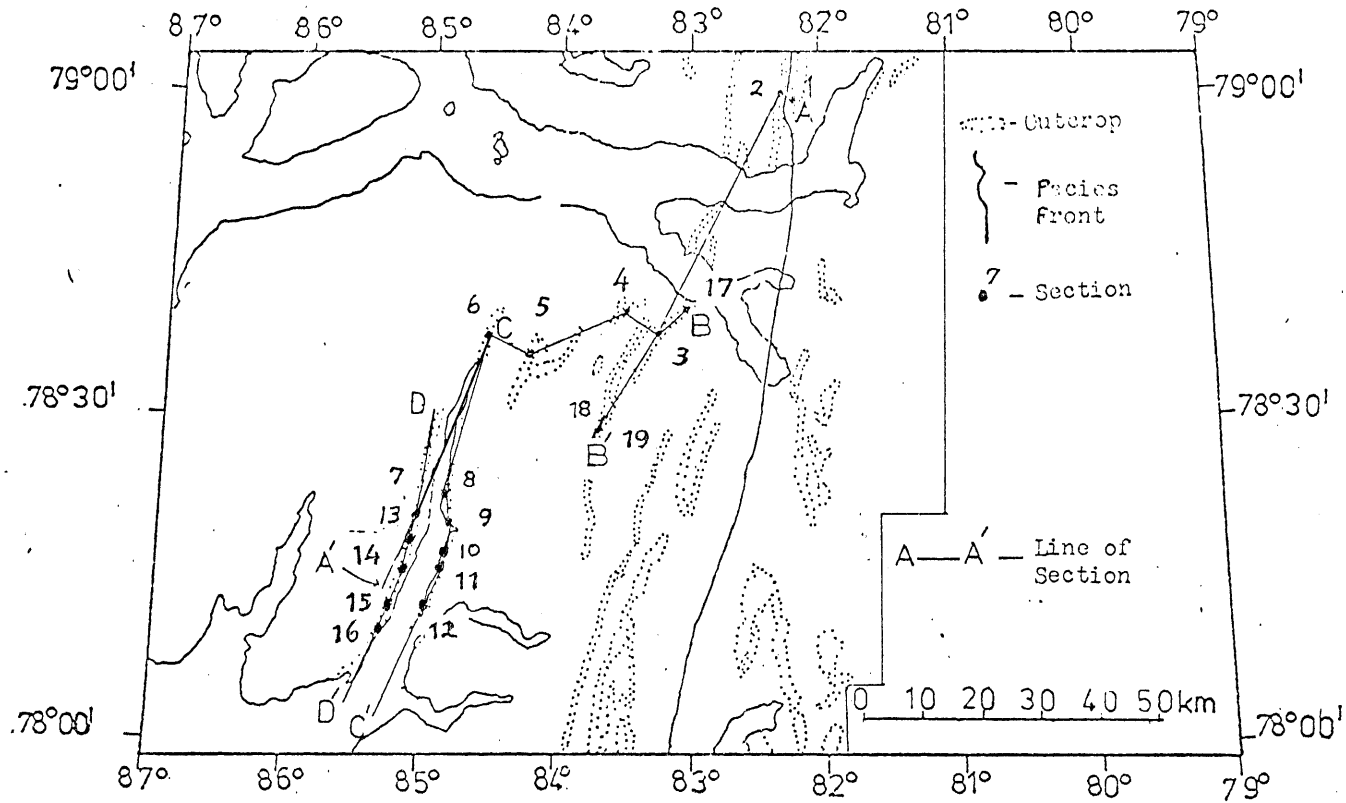 87° 86° 85° 84° 83° 82° 81° 80° 79°
79°00' 79°00'
2
A
Outcrop
Facies
Front
7
– Section
17
4
6 5
C
B
3
78°30' 78°30'
D
18
19
B'
7
8
13
9
14
10
A'
11
A — A' — Line of
Section
15
16
12
D'
C'
0 10 20 30 40 50km
78°00' 78°00'
87° 86° 85° 84° 83° 82° 81° 80° 79°